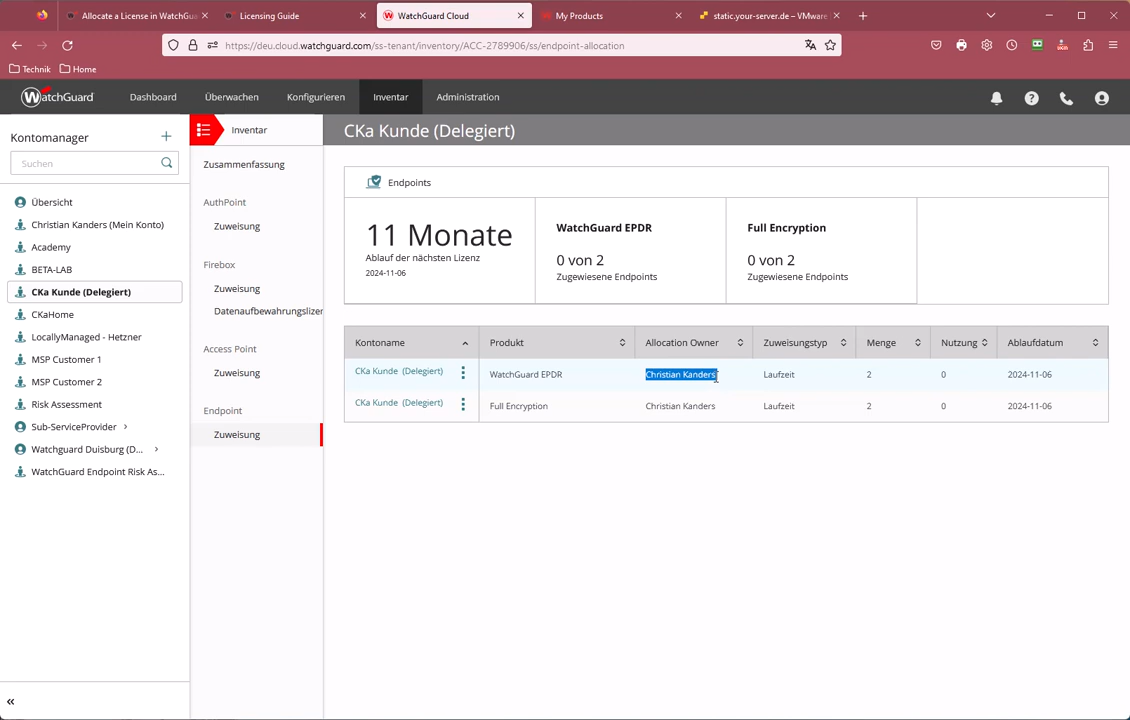 Allocate a License in WatchGua
Licensing Guide
WatchGuard Cloud
My Products
static.your-server.de – VMware
https://deu.cloud.watchguard.com/ss-tenant/inventory/ACC-2789906/ss/endpoint-allocation
Technik Home
WatchGuard Dashboard Überwachen Konfigurieren Inventar Administration
Kontomanager
Suchen
Übersicht
Christian Kanders (Mein Konto)
Academy
BETA-LAB
CKa Kunde (Delegiert)
CKaHome
LocallyManaged - Hetzner
MSP Customer 1
MSP Customer 2
Risk Assessment
Sub-ServiceProvider
Watchguard Duisburg (D...
WatchGuard Endpoint Risk As...
Inventar
Zusammenfassung
AuthPoint
Zuweisung
Firebox
Zuweisung
Datenaufbewahrungslizen
Access Point
Zuweisung
Endpoint
Zuweisung
CKa Kunde (Delegiert)
Endpoints
11 Monate
Ablauf der nächsten Lizenz
2024-11-06
WatchGuard EPDR
0 von 2
Zugewiesene Endpoints
Full Encryption
0 von 2
Zugewiesene Endpoints
Kontoname Produkt Allocation Owner Zuweisungstyp Menge Nutzung Ablaufdatum
CKa Kunde (Delegiert) WatchGuard EPDR Christian Kanders Laufzeit 2 0 2024-11-06
CKa Kunde (Delegiert) Full Encryption Christian Kanders Laufzeit 2 0 2024-11-06